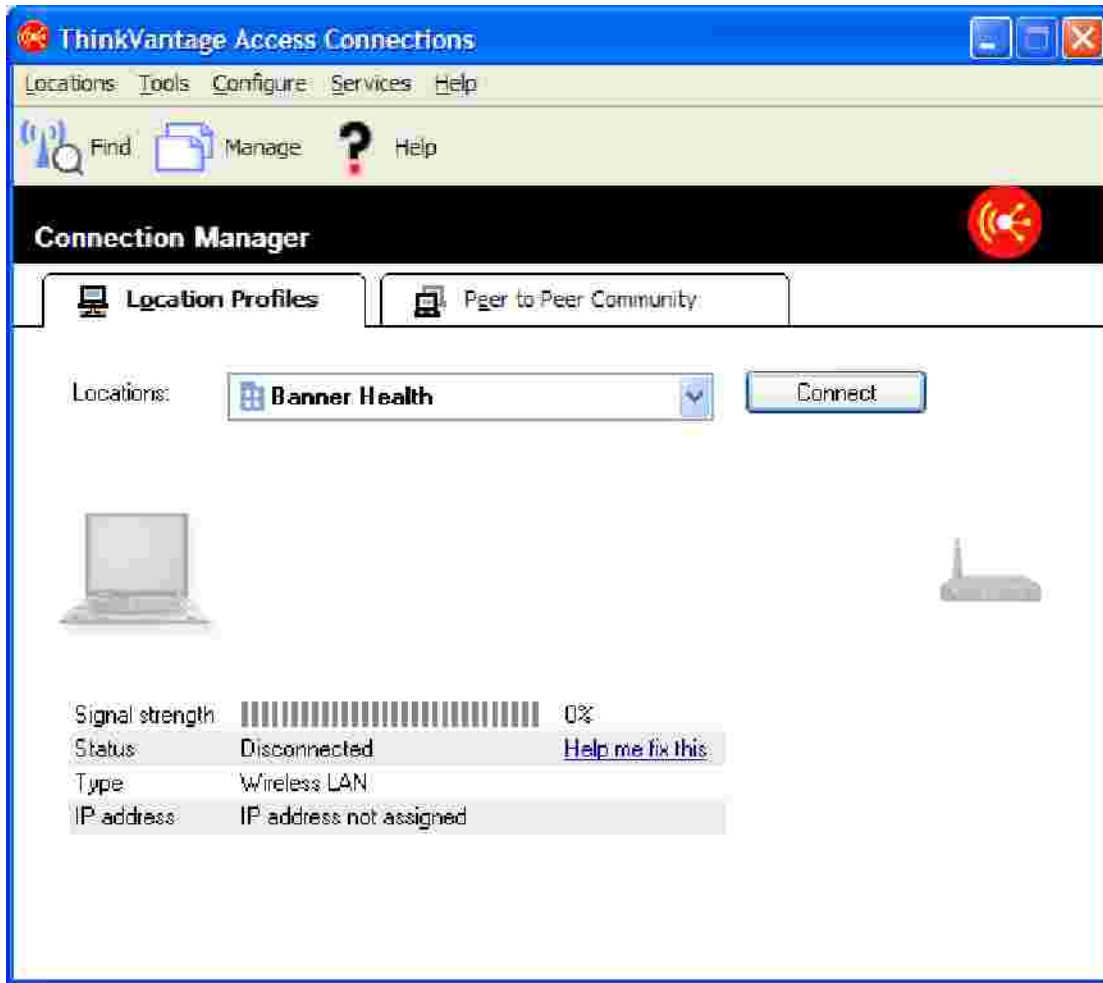 ThinkVantage Access Connections
Locations Tools Configure Services Help
Find Manage Help
Connection Manager
Location Profiles Peer to Peer Community
Locations: Banner Health Connect
Signal strength 0%
Status Disconnected Help me fix this
Type Wireless LAN
IP address IP address not assigned